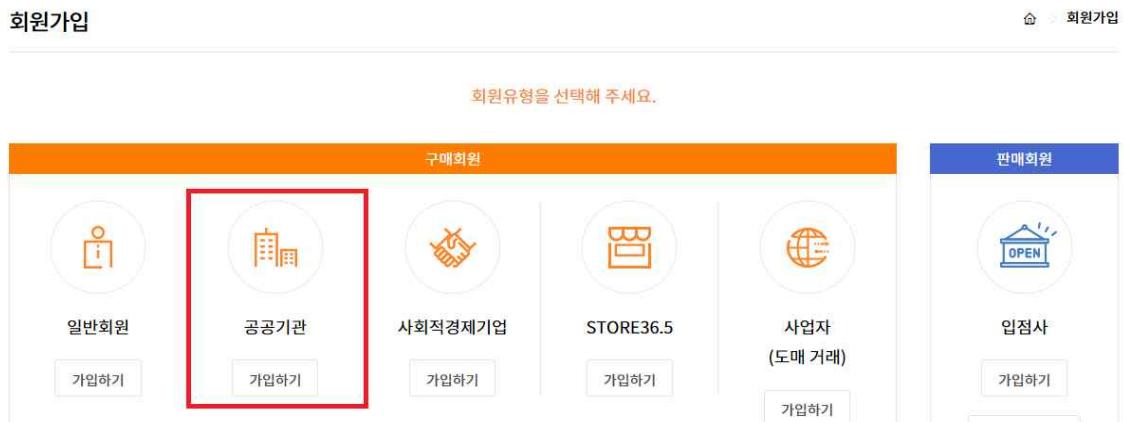 회원가입
회원가입
회원유형을 선택해 주세요.
구매회원
판매회원
OPEN
일반회원
공공기관
사회적경제기업
STORE36.5
사업자
(도매 거래)
입점사
가입하기
가입하기
가입하기
가입하기
가입하기
가입하기